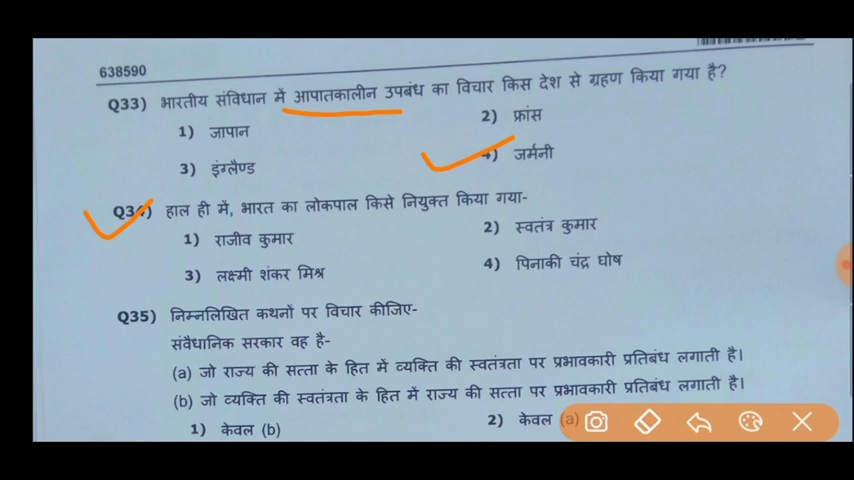 638590
Q33) भारतीय संविधान में आपातकालीन उपबंध का विचार किस देश से ग्रहण किया गया है?
1) जापान
2) फ्रांस
3) इंग्लैण्ड
4) जर्मनी
Q34) हाल ही में, भारत का लोकपाल किसे नियुक्त किया गया-
1) राजीव कुमार
2) स्वतंत्र कुमार
3) लक्ष्मी शंकर मिश्र
4) पिनाकी चंद्र घोष
Q35) निम्नलिखित कथनों पर विचार कीजिए-
संवैधानिक सरकार वह है-
(a) जो राज्य की सत्ता के हित में व्यक्ति की स्वतंत्रता पर प्रभावकारी प्रतिबंध लगाती है।
(b) जो व्यक्ति की स्वतंत्रता के हित में राज्य की सत्ता पर प्रभावकारी प्रतिबंध लगाती है।
1) केवल (b)
2) केवल (a)